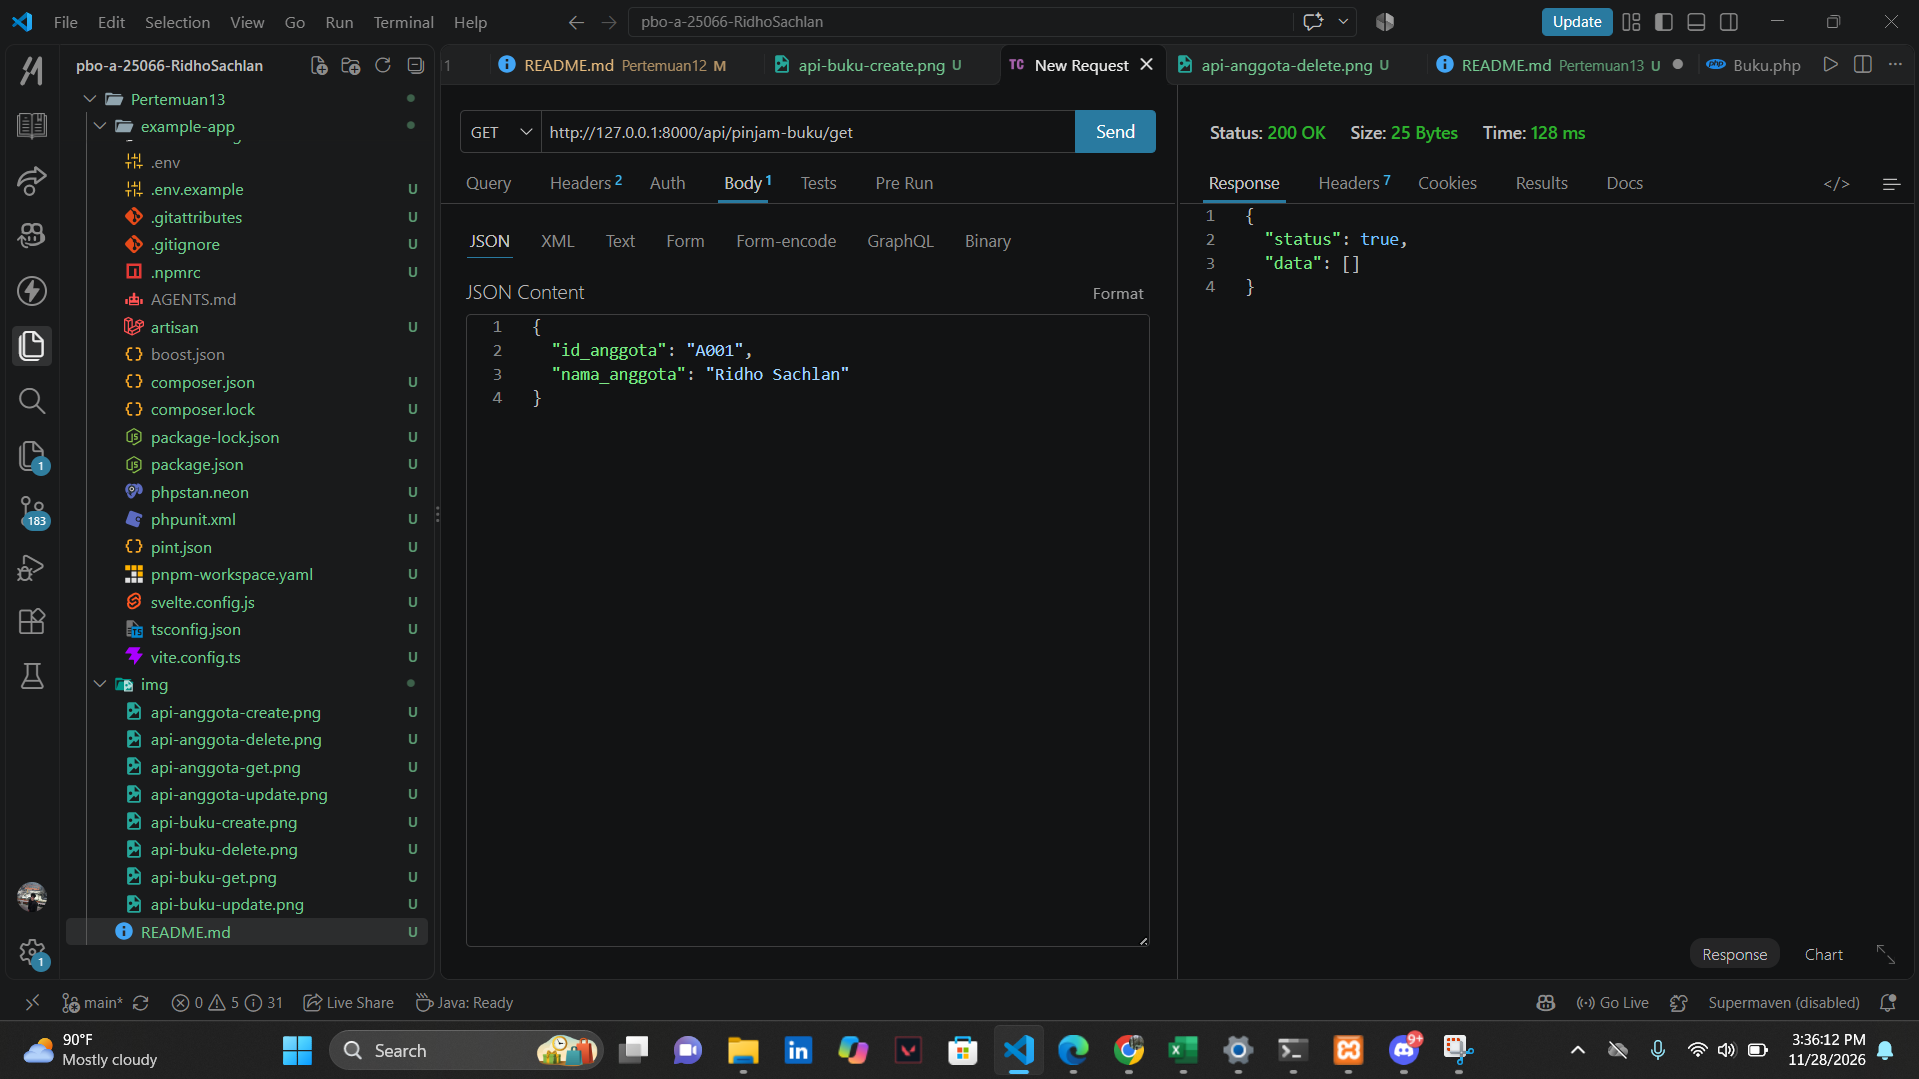 File Edit Selection View Go Run Terminal Help
pbo-a-25066-RidhoSachlan
Update
pbo-a-25066-RidhoSachlan
1
README.md Pertemuan12 M
api-buku-create.png U
TC New Request
api-anggota-delete.png U
README.md Pertemuan13 U
Buku.php
Pertemuan13
example-app
.env
.env.example U
.gitattributes U
.gitignore U
.npmrc U
AGENTS.md
artisan U
boost.json
composer.json U
composer.lock U
package-lock.json U
package.json U
phpstan.neon U
phpunit.xml U
pint.json U
pnpm-workspace.yaml U
svelte.config.js U
tsconfig.json U
vite.config.ts U
img
api-anggota-create.png U
api-anggota-delete.png U
api-anggota-get.png U
api-anggota-update.png U
api-buku-create.png U
api-buku-delete.png U
api-buku-get.png U
api-buku-update.png U
README.md U
1
183
1
GET http://127.0.0.1:8000/api/pinjam-buku/get Send
Query Headers 2 Auth Body 1 Tests Pre Run
JSON XML Text Form Form-encode GraphQL Binary
JSON Content Format
1 {
2 "id_anggota": "A001",
3 "nama_anggota": "Ridho Sachlan"
4 }
Status: 200 OK Size: 25 Bytes Time: 128 ms
Response Headers 7 Cookies Results Docs
1 {
2 "status": true,
3 "data": []
4 }
Response Chart
main* 0 5 31 Live Share Java: Ready
Go Live Supermaven (disabled)
90°F
Mostly cloudy
Search
9+
3:36:12 PM
11/28/2026